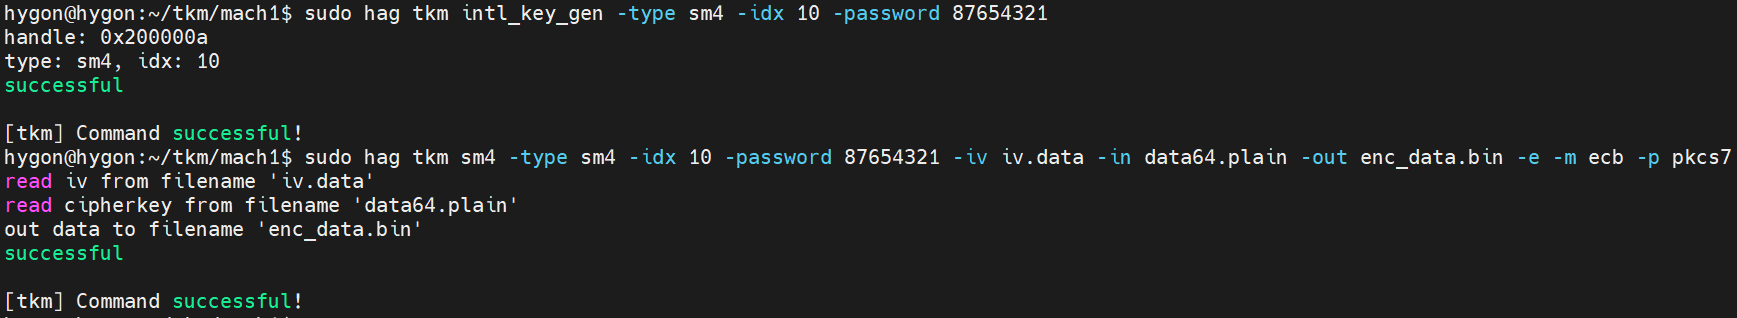 hygon@hygon:~/tkm/mach1$ sudo hag tkm intl_key_gen -type sm4 -idx 10 -password 87654321
handle: 0x200000a
type: sm4, idx: 10
successful
[tkm] Command successful!
hygon@hygon:~/tkm/mach1$ sudo hag tkm sm4 -type sm4 -idx 10 -password 87654321 -iv iv.data -in data64.plain -out enc_data.bin -e -m ecb -p pkcs7
read iv from filename 'iv.data'
read cipherkey from filename 'data64.plain'
out data to filename 'enc_data.bin'
successful
[tkm] Command successful!